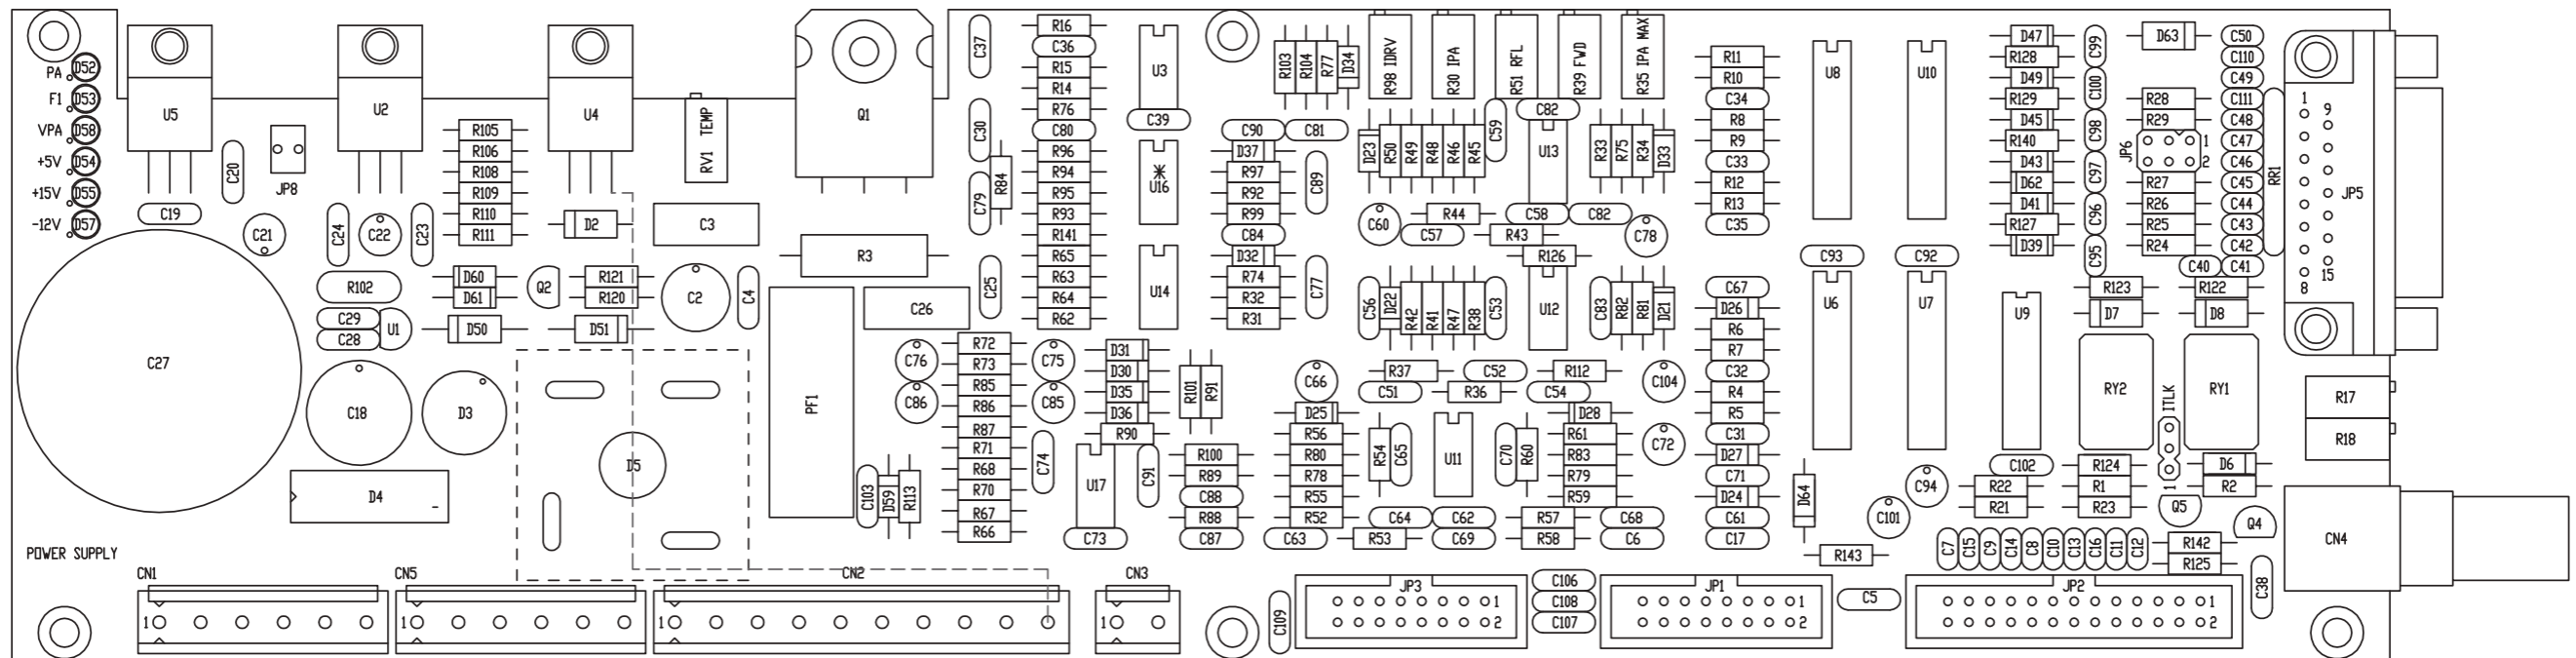 PA D52
F1 D53
VPA D58
+5V D54
+15V D55
-12V D57
U5
U2
U4
C20
JP8
C19
C21
C24
C22
C23
R105
R106
R108
R109
R110
R111
D2
RV1 TEMP
Q1
C3
R3
C37
C30
C79
R84
C25
R102
C29
C28
U1
D60
D61
Q2
R121
R120
D50
D51
C2
C4
C26
C27
C18
D3
D4
-
D5
PF1
C76
C86
C75
C85
R72
R73
R85
R86
R87
R71
R68
R70
R67
R66
C74
C103
D59
R113
R16
C36
R15
R14
R76
C80
R96
R94
R95
R93
R141
R65
R63
R64
R62
U3
C39
U16
U14
D31
D30
D35
D36
R90
R101
R91
U17
C91
C73
R100
R89
C88
R88
C87
R103
R104
R77
D34
C90
C81
D37
R97
R92
R99
C84
D32
R74
R32
R31
C89
C77
R98 IDRV
R30 IPA
R51 RFL
R39 FWD
R35 IPA MAX
D23
R50
R49
R48
R46
R45
C59
C82
U13
R33
R75
R34
D33
C60
R44
C57
C58
C82
R43
C78
R126
C56
D22
R42
R41
R47
R38
C53
U12
C83
R82
R81
D21
C66
R37
C51
C52
R36
R112
C54
C104
D25
R56
R80
R78
R55
R52
C63
R54
C65
U11
C70
R60
D28
R61
R83
R79
R59
C72
C64
C62
R57
C68
R53
C69
R58
C6
R11
R10
C34
R8
R9
C33
R12
R13
C35
C67
D26
R6
R7
C32
R4
R5
C31
D27
C71
D24
C61
C17
U8
U10
C93
C92
U6
U7
U9
D64
C94
C101
R143
C102
R22
R21
D47
R128
D49
R129
D45
R140
D43
D62
D41
R127
D39
C99
C100
C98
C97
C96
C95
D63
R28
R29
JP6
1
2
R27
R26
R25
R24
C50
C110
C49
C111
C48
C47
C46
C45
C44
C43
C42
C40
C41
RR1
1
9
JP5
15
8
R123
R122
D7
D8
RY2
RY1
ITLK
1
R17
R18
R124
R1
R23
D6
R2
Q5
Q4
R142
R125
C38
CN4
C7
C15
C9
C14
C8
C10
C13
C16
C11
C12
POWER SUPPLY
CN1
1
CN5
1
CN2
1
CN3
1
C109
JP3
1
2
C106
C108
C107
JP1
1
2
C5
JP2
1
2